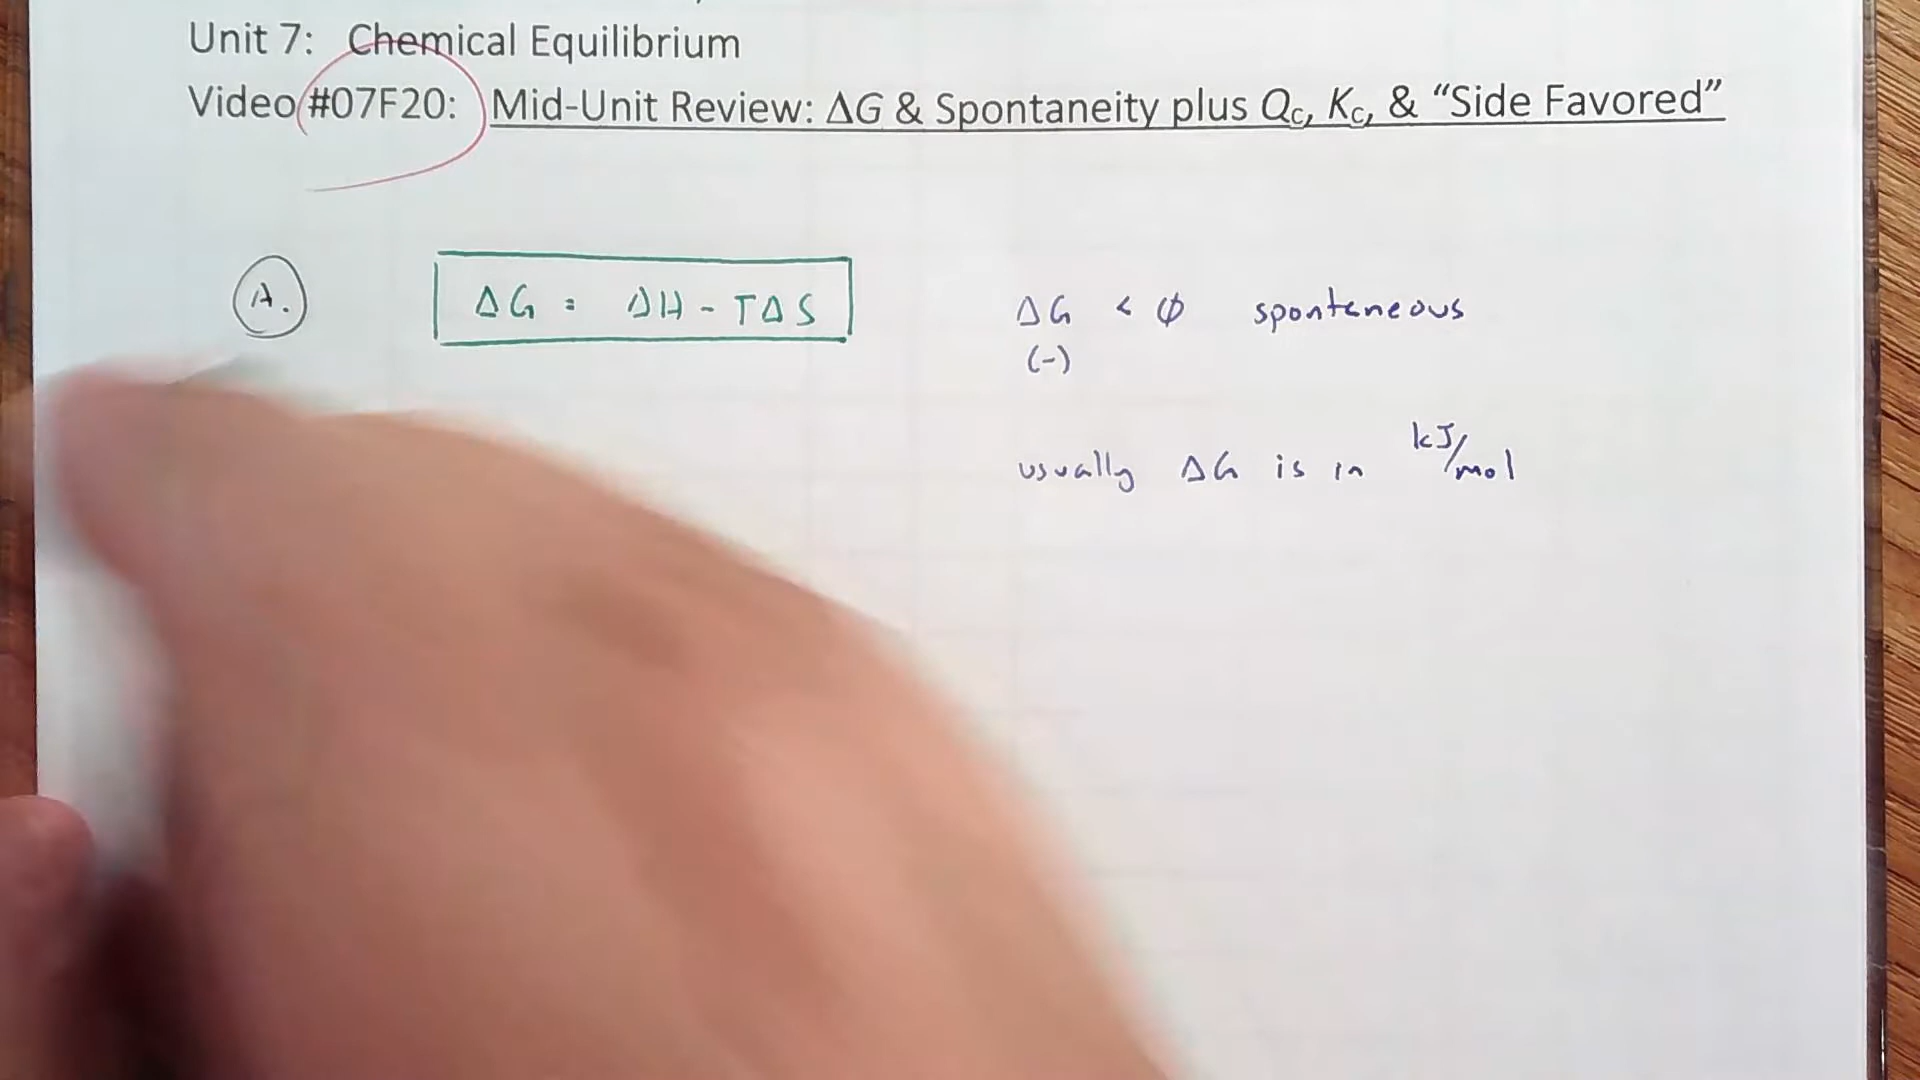 Unit 7: Chemical Equilibrium
Video #07F20: Mid-Unit Review: ΔG & Spontaneity plus Qc, Kc, & “Side Favored”
A. ΔG = ΔH - TΔS ΔG < ϕ spontaneous
(-)
usually ΔG is in kJ/mol